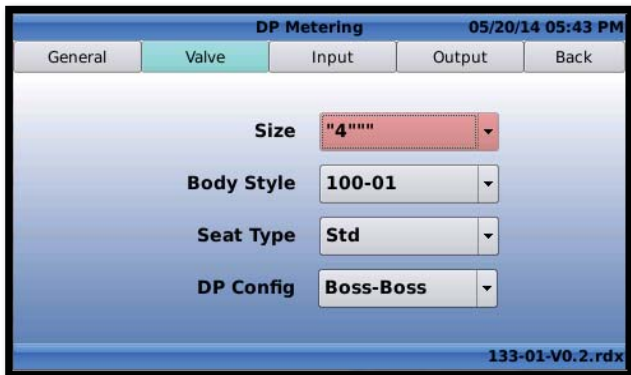 DP Metering 05/20/14 05:43 PM
General Valve Input Output Back
Size "4"""
Body Style 100-01
Seat Type Std
DP Config Boss-Boss
133-01-V0.2.rdx